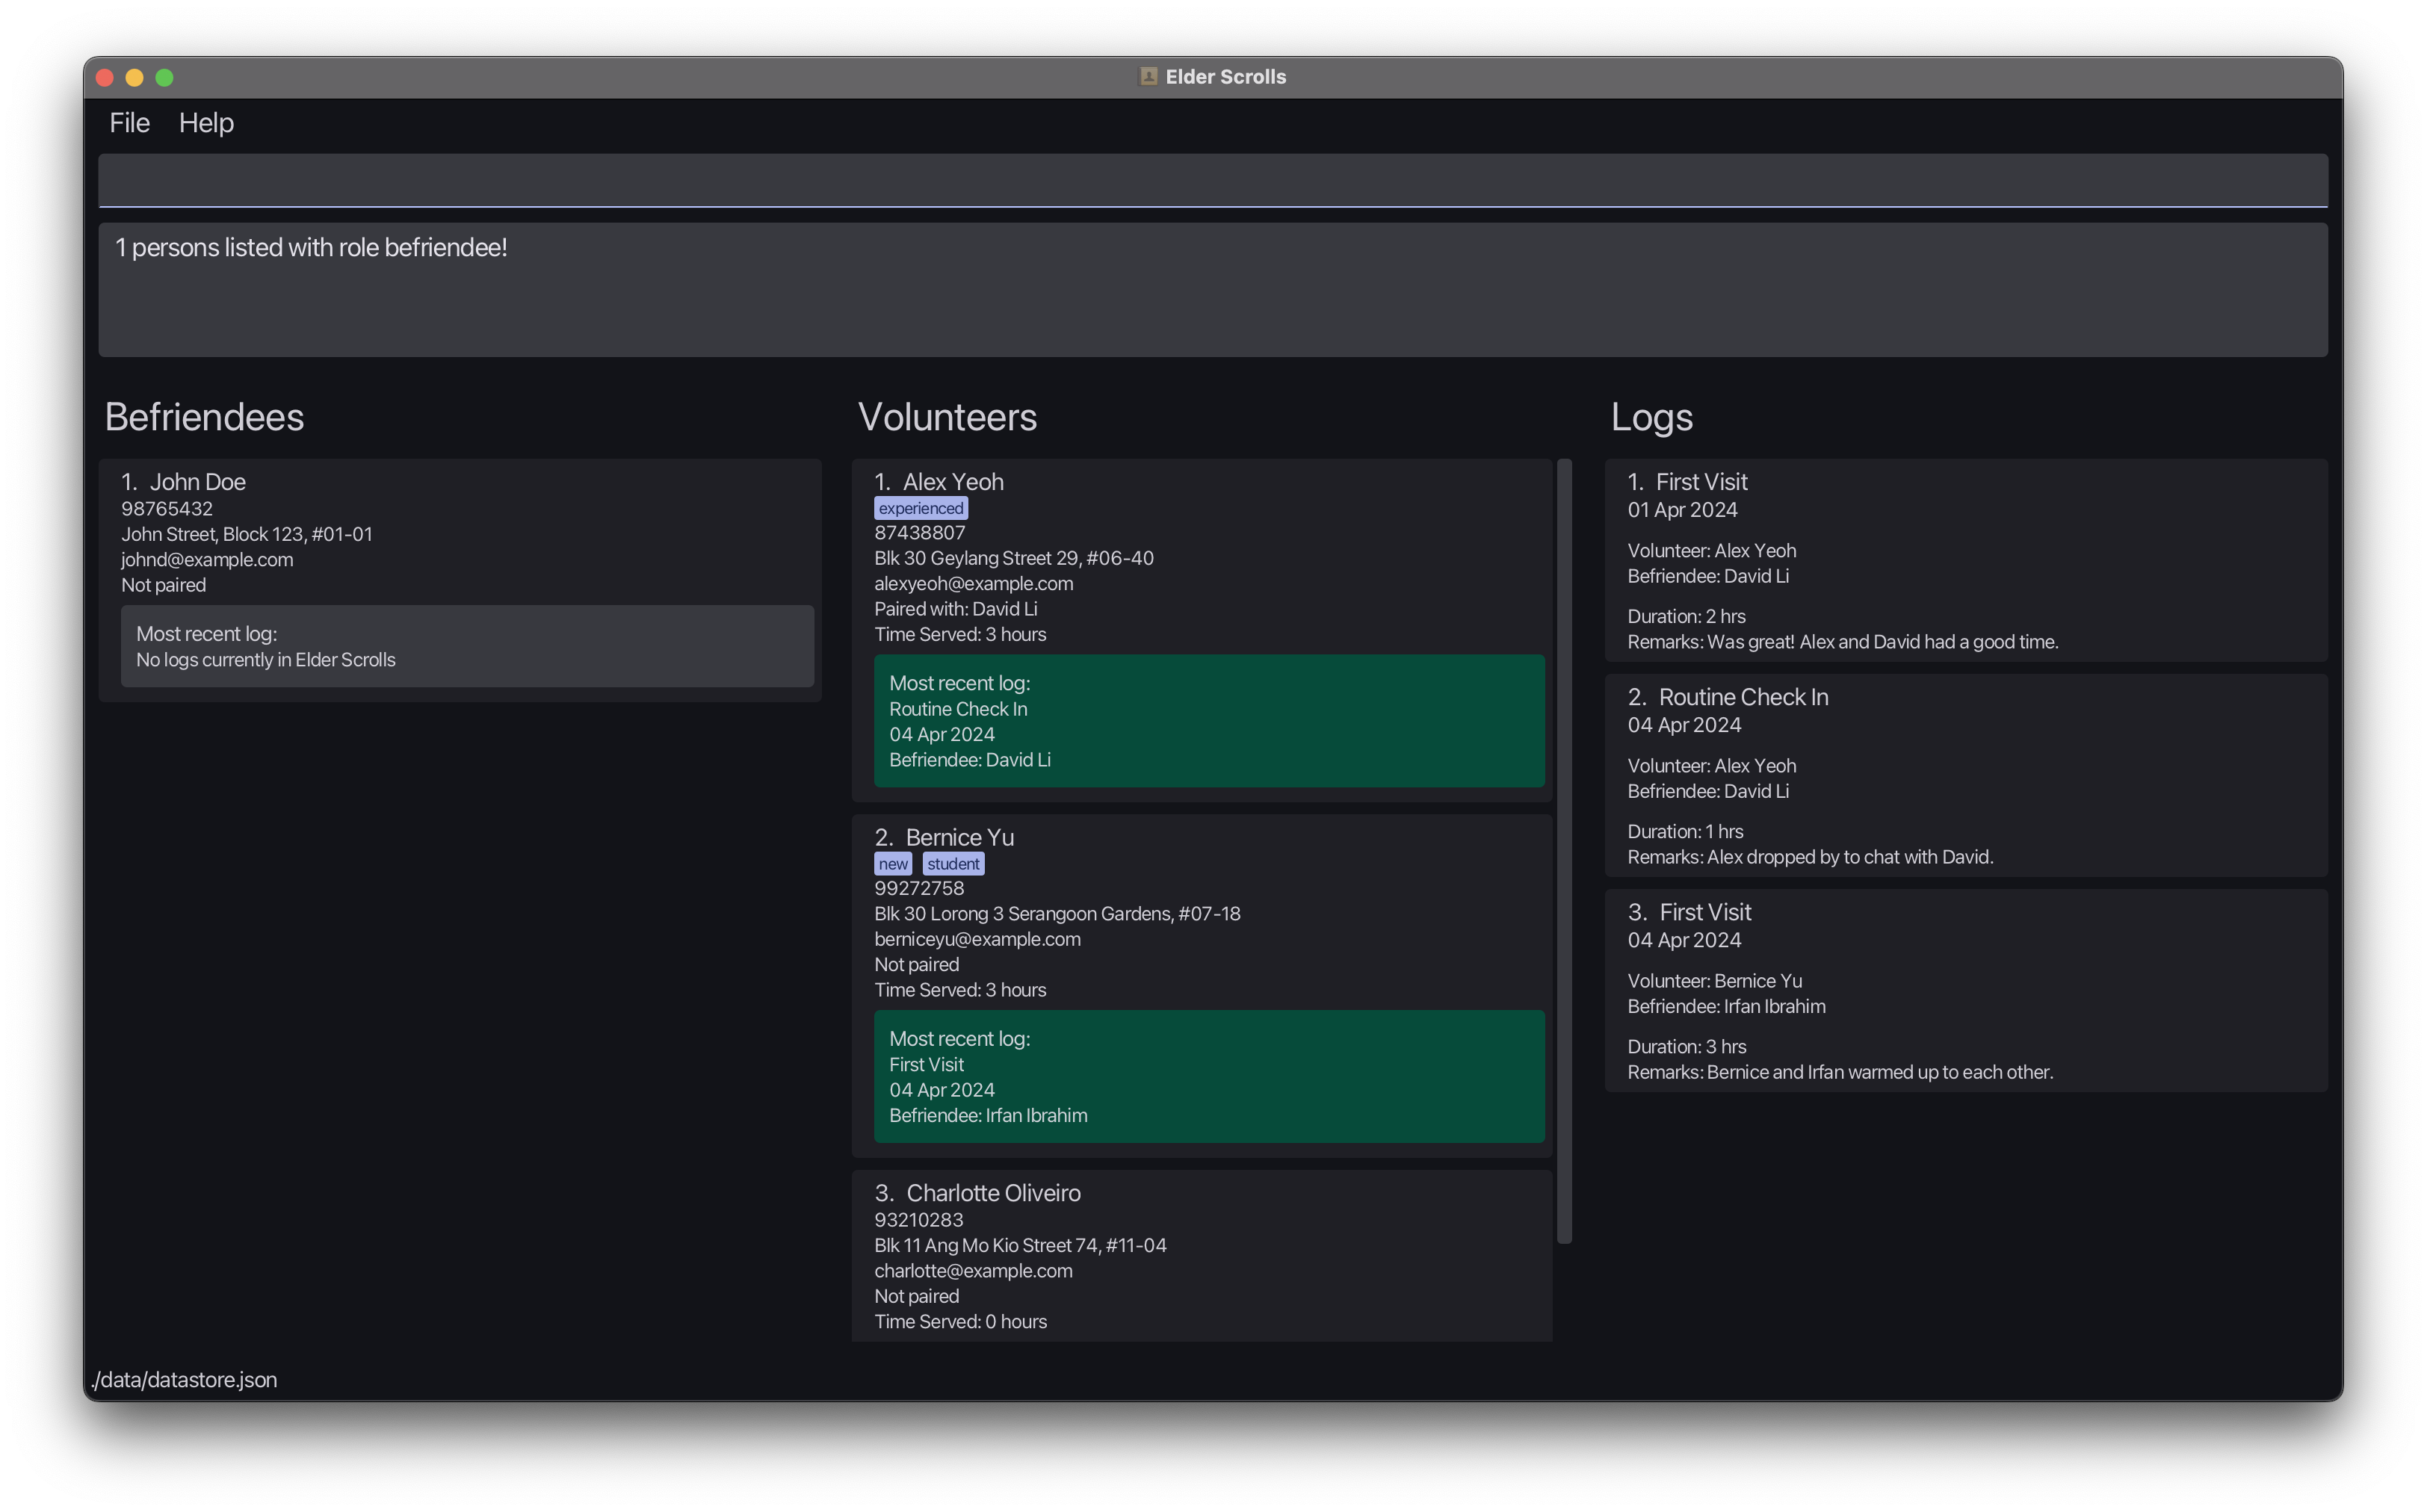 Elder Scrolls
File Help
1 persons listed with role befriendee!
Befriendees
1. John Doe
98765432
John Street, Block 123, #01-01
johnd@example.com
Not paired
Most recent log:
No logs currently in Elder Scrolls
Volunteers
1. Alex Yeoh
experienced
87438807
Blk 30 Geylang Street 29, #06-40
alexyeoh@example.com
Paired with: David Li
Time Served: 3 hours
Most recent log:
Routine Check In
04 Apr 2024
Befriendee: David Li
2. Bernice Yu
new student
99272758
Blk 30 Lorong 3 Serangoon Gardens, #07-18
berniceyu@example.com
Not paired
Time Served: 3 hours
Most recent log:
First Visit
04 Apr 2024
Befriendee: Irfan Ibrahim
3. Charlotte Oliveiro
93210283
Blk 11 Ang Mo Kio Street 74, #11-04
charlotte@example.com
Not paired
Time Served: 0 hours
Logs
1. First Visit
01 Apr 2024
Volunteer: Alex Yeoh
Befriendee: David Li
Duration: 2 hrs
Remarks: Was great! Alex and David had a good time.
2. Routine Check In
04 Apr 2024
Volunteer: Alex Yeoh
Befriendee: David Li
Duration: 1 hrs
Remarks: Alex dropped by to chat with David.
3. First Visit
04 Apr 2024
Volunteer: Bernice Yu
Befriendee: Irfan Ibrahim
Duration: 3 hrs
Remarks: Bernice and Irfan warmed up to each other.
./data/datastore.json